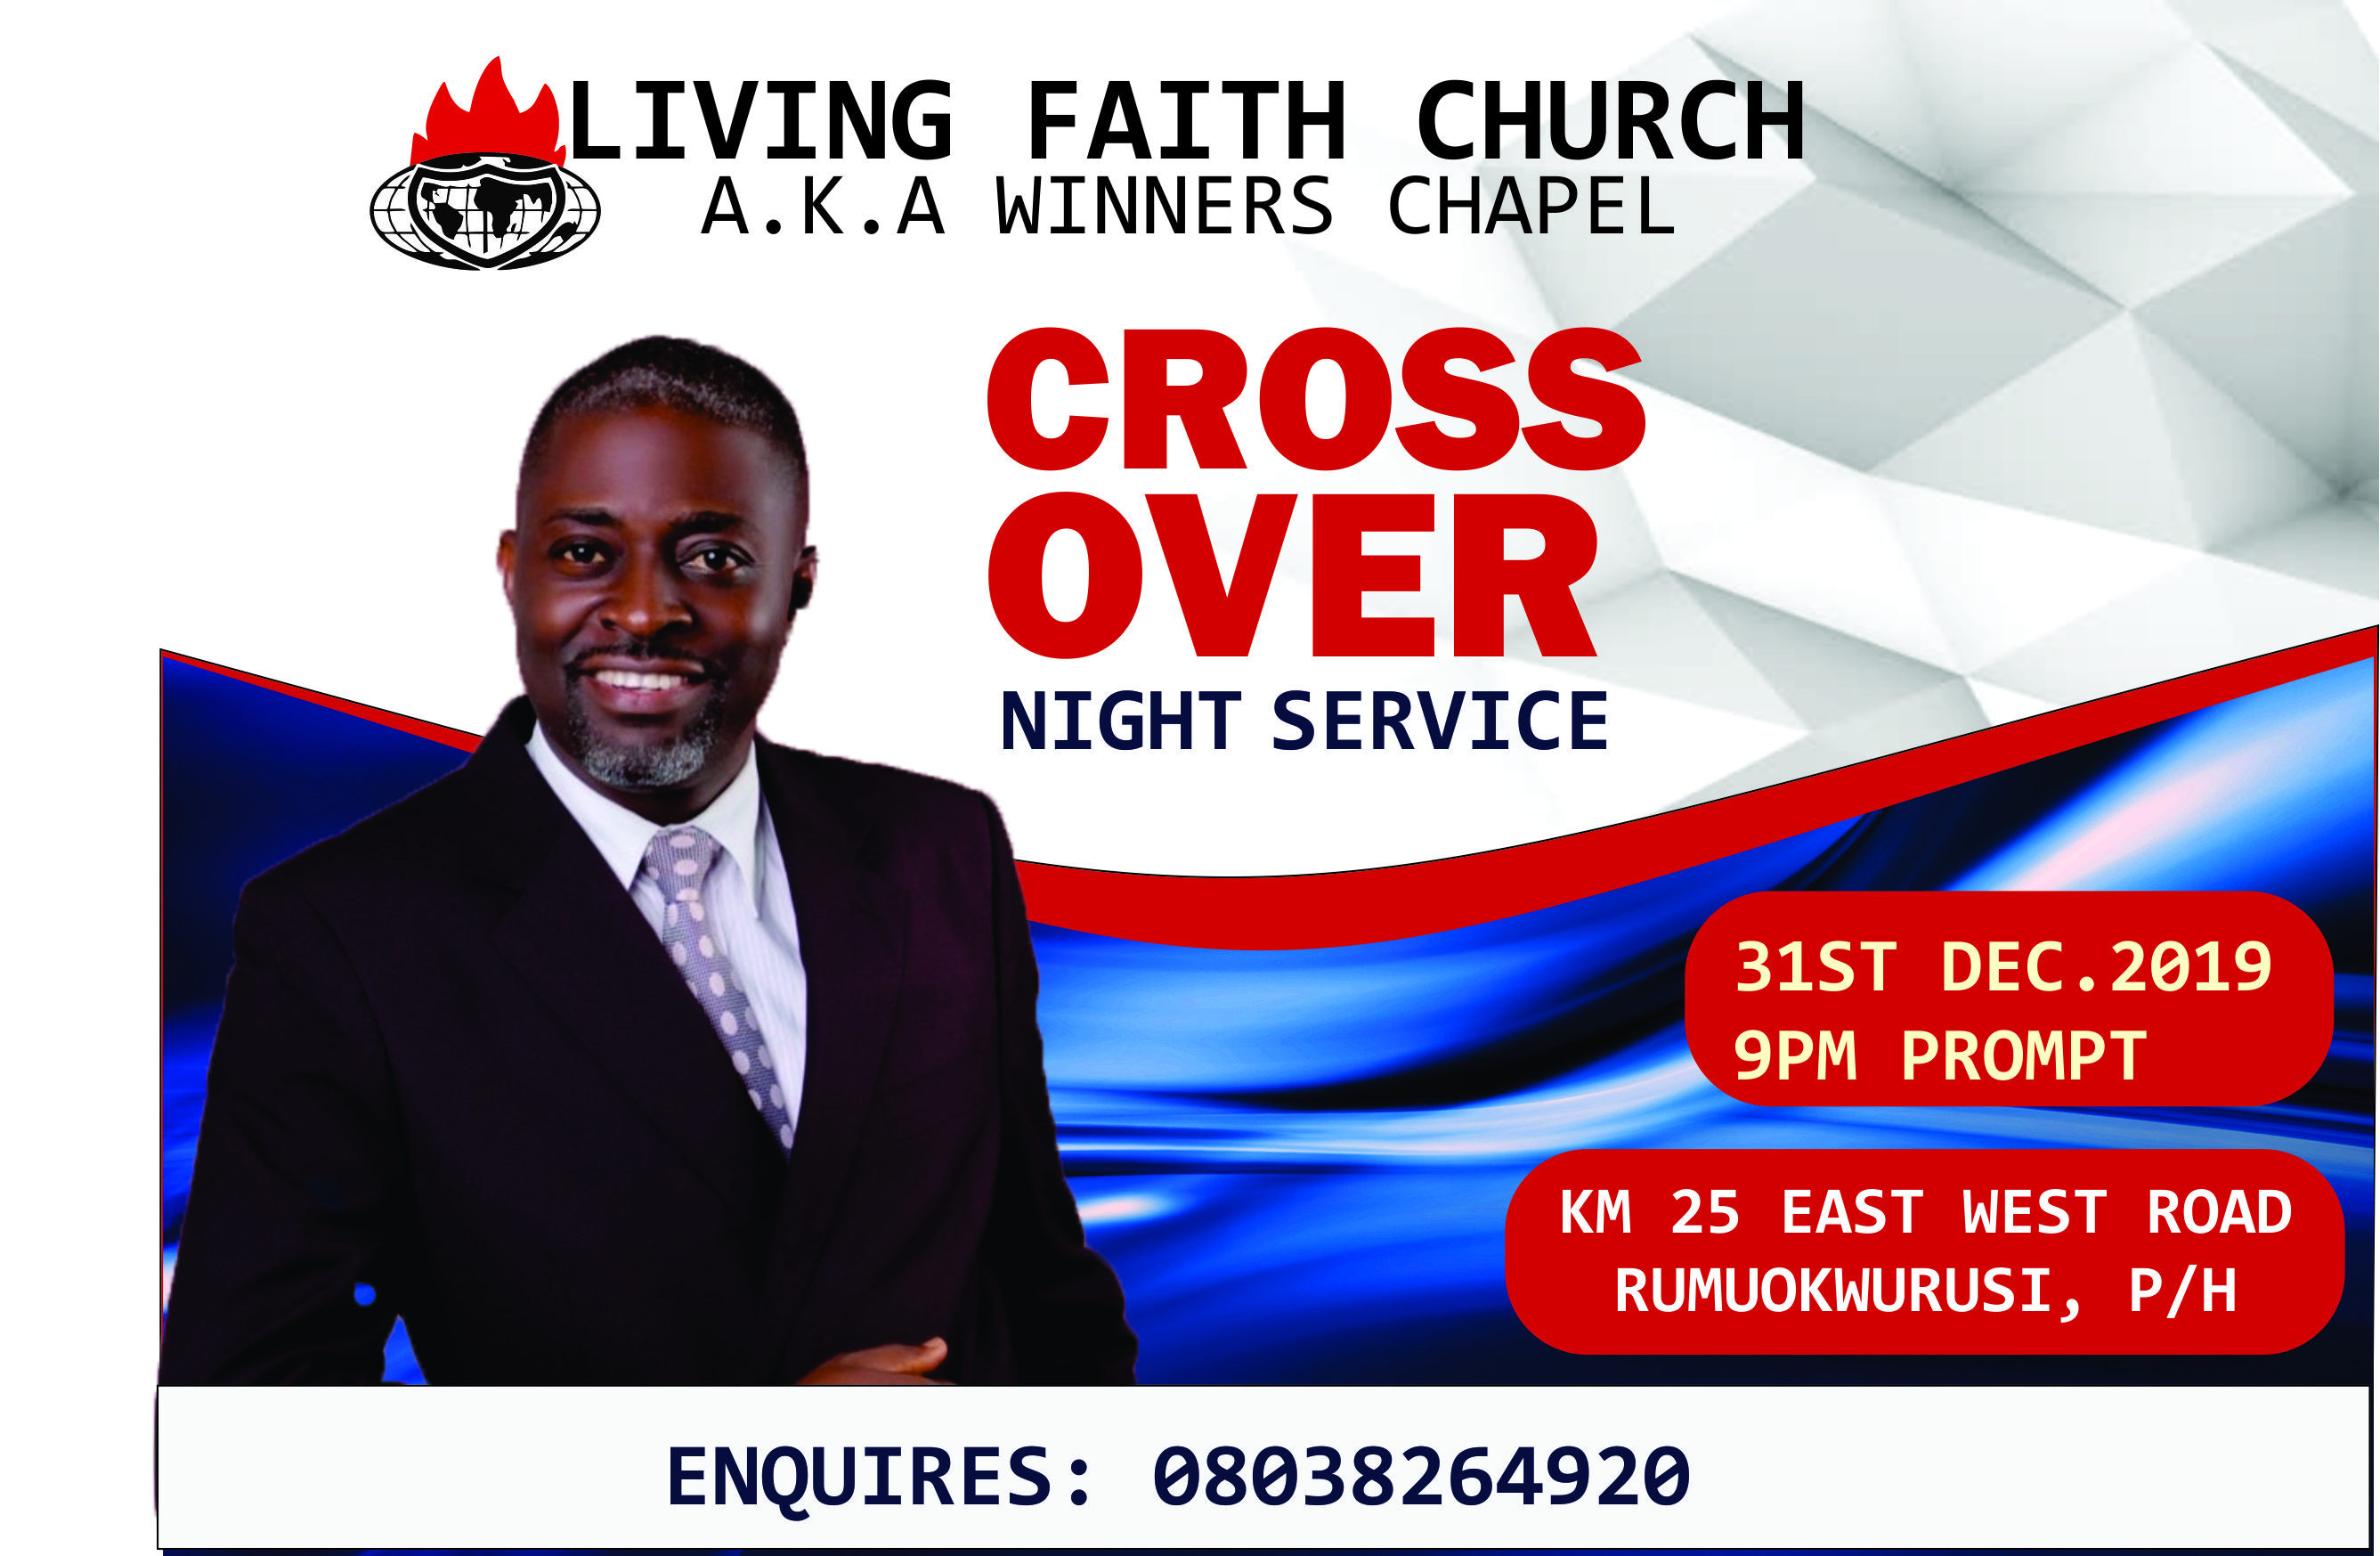 LIVING FAITH CHURCH
A.K.A WINNERS CHAPEL
CROSS
OVER
NIGHT SERVICE
31ST DEC.2019
9PM PROMPT
KM 25 EAST WEST ROAD
RUMUOKWURUSI, P/H
ENQUIRES: 08038264920